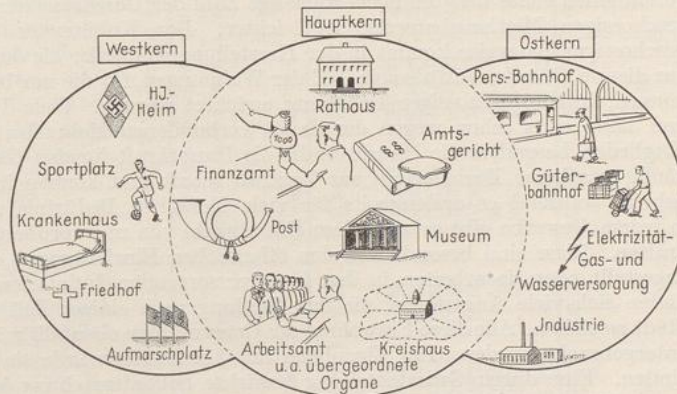 Westkern
Hauptkern
Ostkern
HJ.-
Heim
Sportplatz
Krankenhaus
Friedhof
Aufmarschplatz
Rathaus
1000
Finanzamt
Amts-
gericht
§
§§
Post
Museum
Arbeitsamt
u. a. übergeordnete
Organe
Kreishaus
Pers.-Bahnhof
Güter-
bahnhof
Elektrizität-
Gas- und
Wasserversorgung
Jndustrie